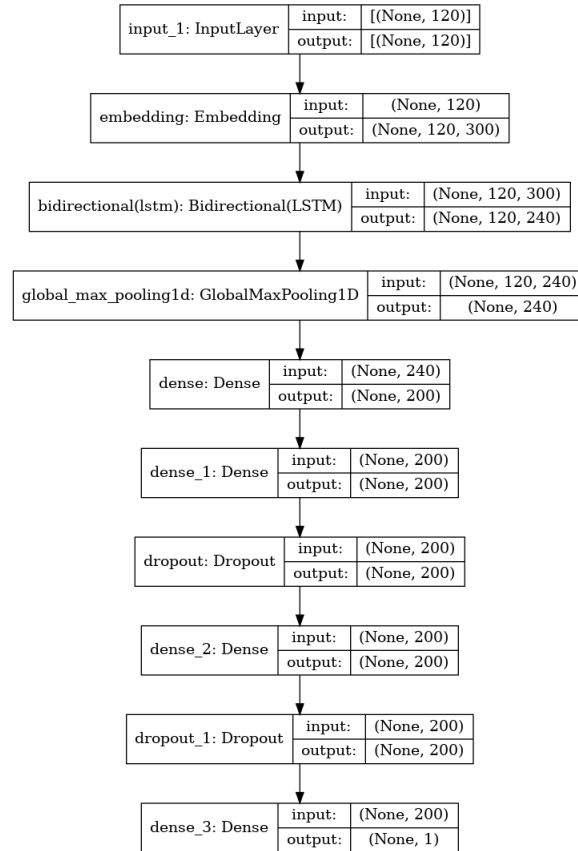 input_1: InputLayer
input: [(None, 120)]
output: [(None, 120)]
embedding: Embedding
input: (None, 120)
output: (None, 120, 300)
bidirectional(lstm): Bidirectional(LSTM)
input: (None, 120, 300)
output: (None, 120, 240)
global_max_pooling1d: GlobalMaxPooling1D
input: (None, 120, 240)
output: (None, 240)
dense: Dense
input: (None, 240)
output: (None, 200)
dense_1: Dense
input: (None, 200)
output: (None, 200)
dropout: Dropout
input: (None, 200)
output: (None, 200)
dense_2: Dense
input: (None, 200)
output: (None, 200)
dropout_1: Dropout
input: (None, 200)
output: (None, 200)
dense_3: Dense
input: (None, 200)
output: (None, 1)